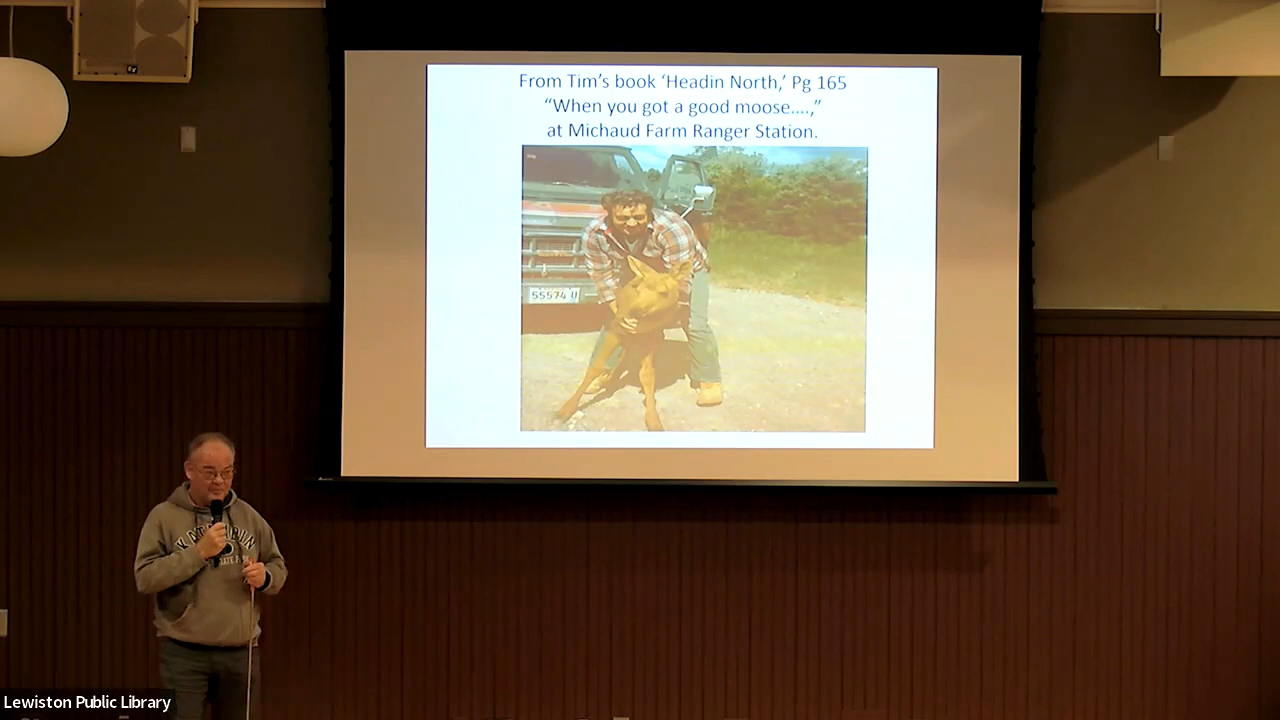 From Tim's book 'Headin North,' Pg 165
"When you got a good moose....,"
at Michaud Farm Ranger Station.
55574 U
KATAHDIN
Lewiston Public Library